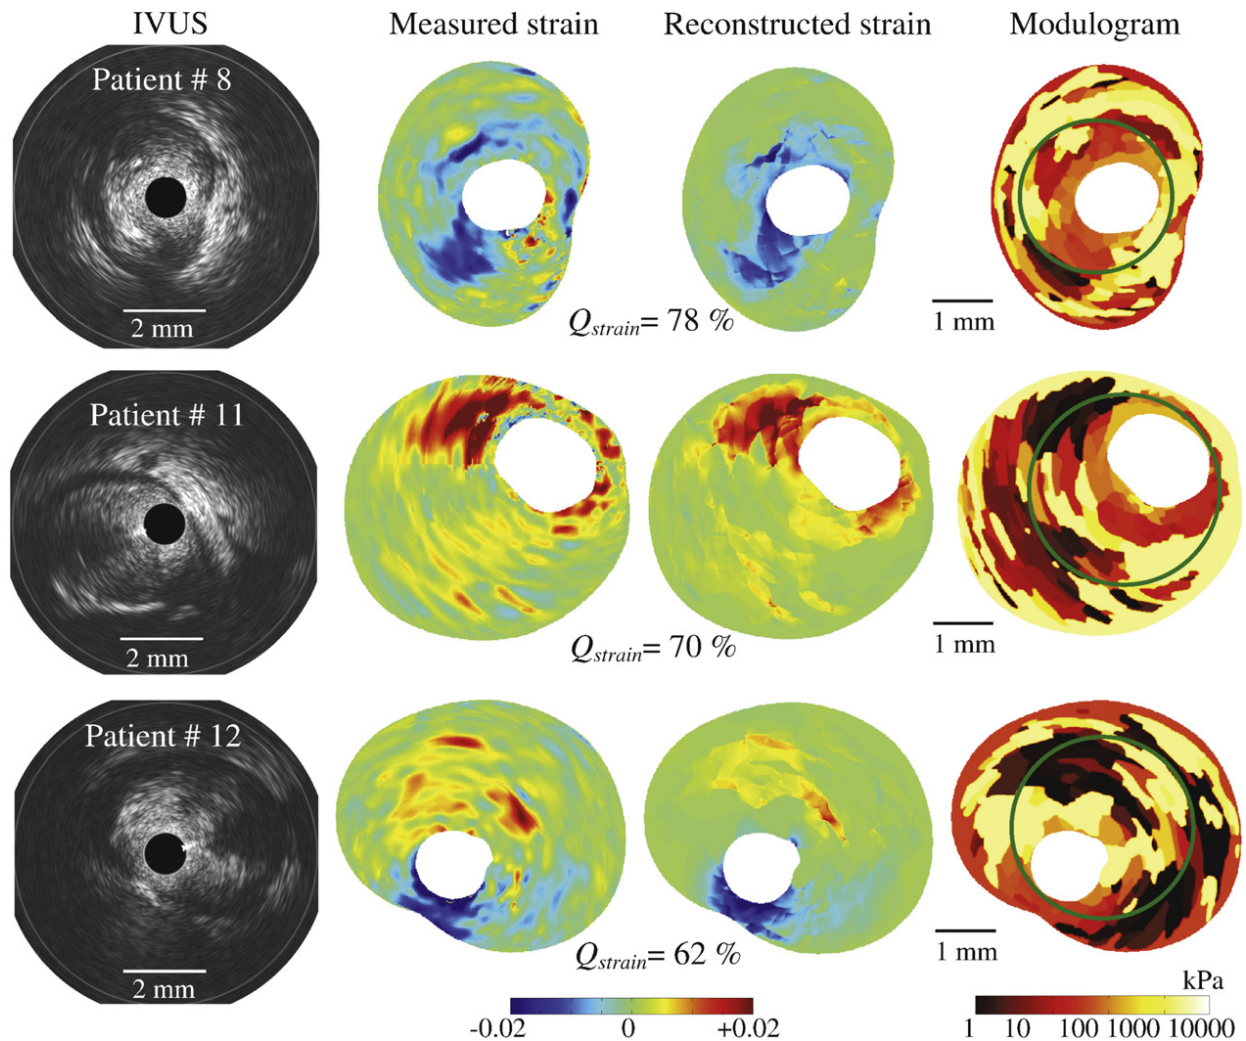 IVUS Measured strain Reconstructed strain Modulogram
Patient # 8
2 mm
Qstrain= 78 %
1 mm
Patient # 11
2 mm
Qstrain= 70 %
1 mm
Patient # 12
2 mm
Qstrain= 62 %
1 mm
kPa
-0.02 0 +0.02
1 10 100 1000 10000